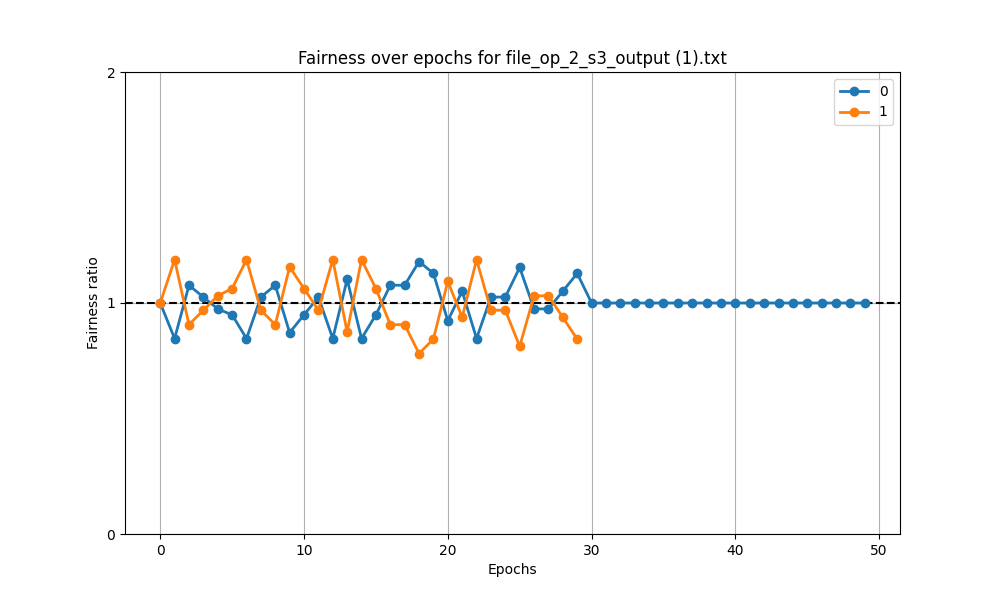 Fairness over epochs for file_op_2_s3_output (1).txt
2
1
0
Fairness ratio
0
1
0 10 20 30 40 50
Epochs